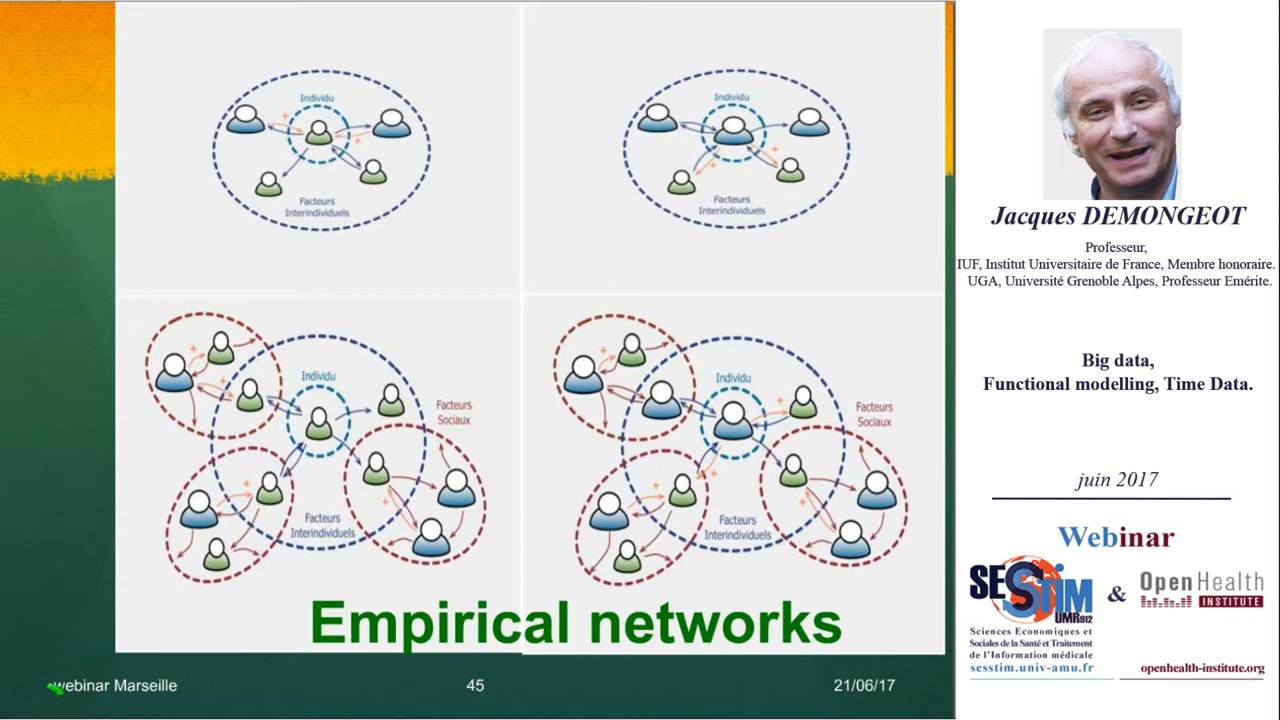 Individu
Facteurs
Interindividuels
Individu
Facteurs
Interindividuels
Individu
Facteurs
Sociaux
Facteurs
Interindividuels
Individu
Facteurs
Sociaux
Facteurs
Interindividuels
Empirical networks
webinar Marseille
45
21/06/17
Jacques DEMONGEOT
Professeur,
IUF, Institut Universitaire de France, Membre honoraire.
UGA, Université Grenoble Alpes, Professeur Emérite.
Big data,
Functional modelling, Time Data.
juin 2017
Webinar
SESSTIM
UMR912
&
OpenHealth
INSTITUTE
Sciences Economiques et
Sociales de la Santé et Traitement
de l'Information médicale
sesstim.univ-amu.fr
openhealth-institute.org